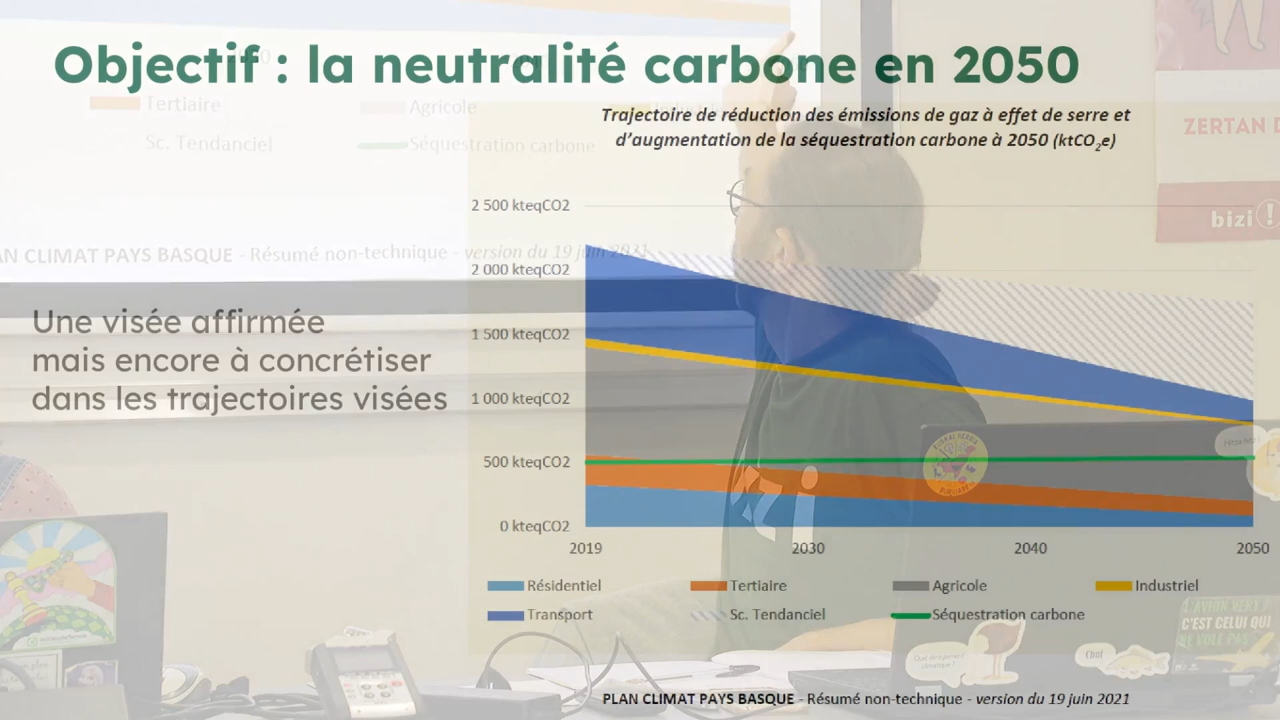 Objectif : la neutralité carbone en 2050
Tertiaire
Agricole
Sc. Tendanciel
Séquestration carbone
Trajectoire de réduction des émissions de gaz à effet de serre et
d’augmentation de la séquestration carbone à 2050 (ktCO₂e)
ZERTAN
bizi!
PLAN CLIMAT PAYS BASQUE - Résumé non-technique - version du 19 juin
Une visée affirmée
mais encore à concrétiser
dans les trajectoires visées
2 500 kteqCO2
2 000 kteqCO2
1 500 kteqCO2
1 000 kteqCO2
500 kteqCO2
0 kteqCO2
2019
2030
2040
2050
Résidentiel
Tertiaire
Agricole
Industriel
Transport
Sc. Tendanciel
Séquestration carbone
L'AVION VERT
C'EST CELUI QUI
NE VOLE PAS
Chof
PLAN CLIMAT PAYS BASQUE - Résumé non-technique - version du 19 juin 2021